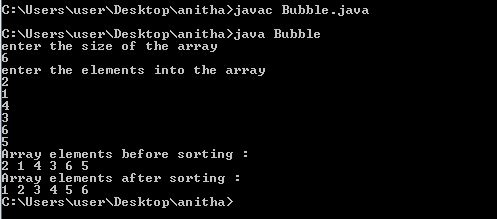 C:\Users\user\Desktop\anitha>javac Bubble.java
C:\Users\user\Desktop\anitha>java Bubble
enter the size of the array
6
enter the elements into the array
2
1
4
3
6
5
Array elements before sorting :
2 1 4 3 6 5
Array elements after sorting :
1 2 3 4 5 6
C:\Users\user\Desktop\anitha>